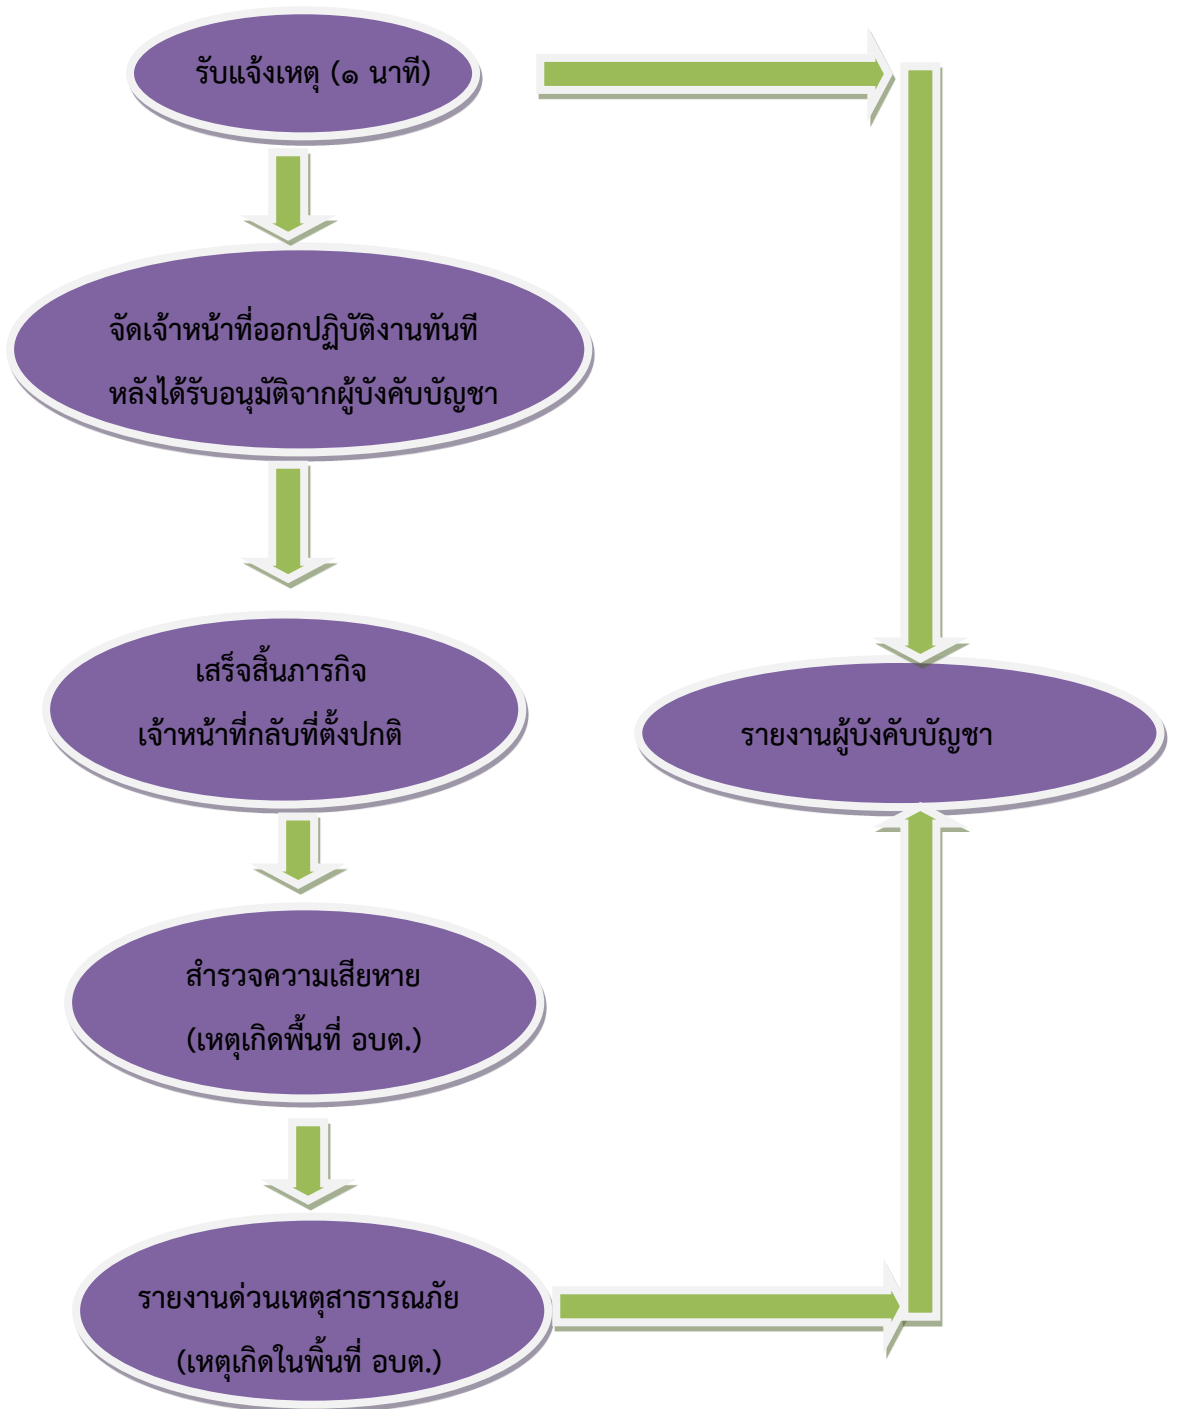 รับแจ้งเหตุ (๑ นาที)
จัดเจ้าหน้าที่ออกปฏิบัติงานทันที
หลังได้รับอนุมัติจากผู้บังคับบัญชา
เสร็จสิ้นภารกิจ
เจ้าหน้าที่กลับที่ตั้งปกติ
รายงานผู้บังคับบัญชา
สำรวจความเสียหาย
(เหตุเกิดพื้นที่ อบต.)
รายงานด่วนเหตุสาธารณภัย
(เหตุเกิดในพิ้นที่ อบต.)